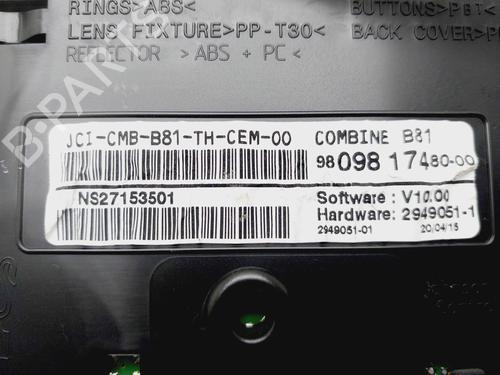 RINGS>ABS<
BUTTONS>PBT<
LENS FIXTURE>PP-T30<
BACK COVER>P
REFLECTOR >ABS + PC<
B-PARTS
JCI-CMB-B81-TH-CEM-00
COMBINE B81
98 098 174 80-00
NS27153501
Software : V10.00
Hardware: 2949051-1
2949051-01
20/04/15